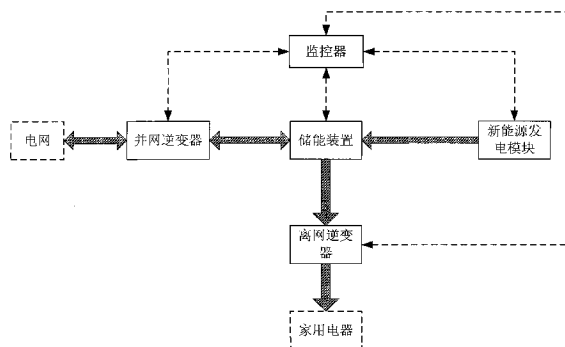 监控器
电网
并网逆变器
储能装置
新能源发
电模块
离网逆变
器
家用电器